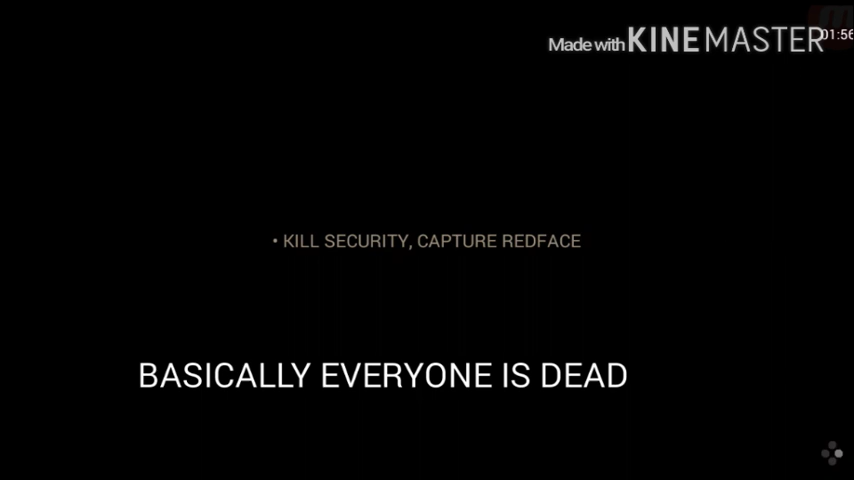 Made with KINEMASTER
01:56
• KILL SECURITY, CAPTURE REDFACE
BASICALLY EVERYONE IS DEAD